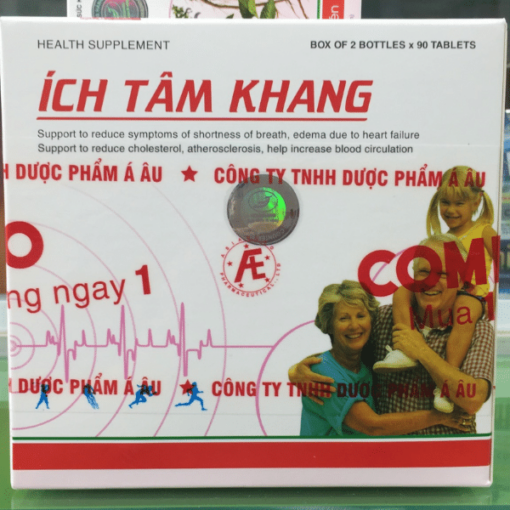 HEALTH SUPPLEMENT
BOX OF 2 BOTTLES x 90 TABLETS
ÍCH TÂM KHANG
Support to reduce symptoms of shortness of breath, edema due to heart failure
Support to reduce cholesterol, atherosclerosis, help increase blood circulation
H DƯỢC PHẨM Á ÂU ★ CÔNG TY TNHH DƯỢC PHẨM Á ÂU
O
COM
ng ngay 1
Mua 1
AE
PHARMACEUTICAL
H DƯỢC PHẨM Á ÂU ★ CÔNG TY TNHH DƯỢC PHẨM Á ÂU